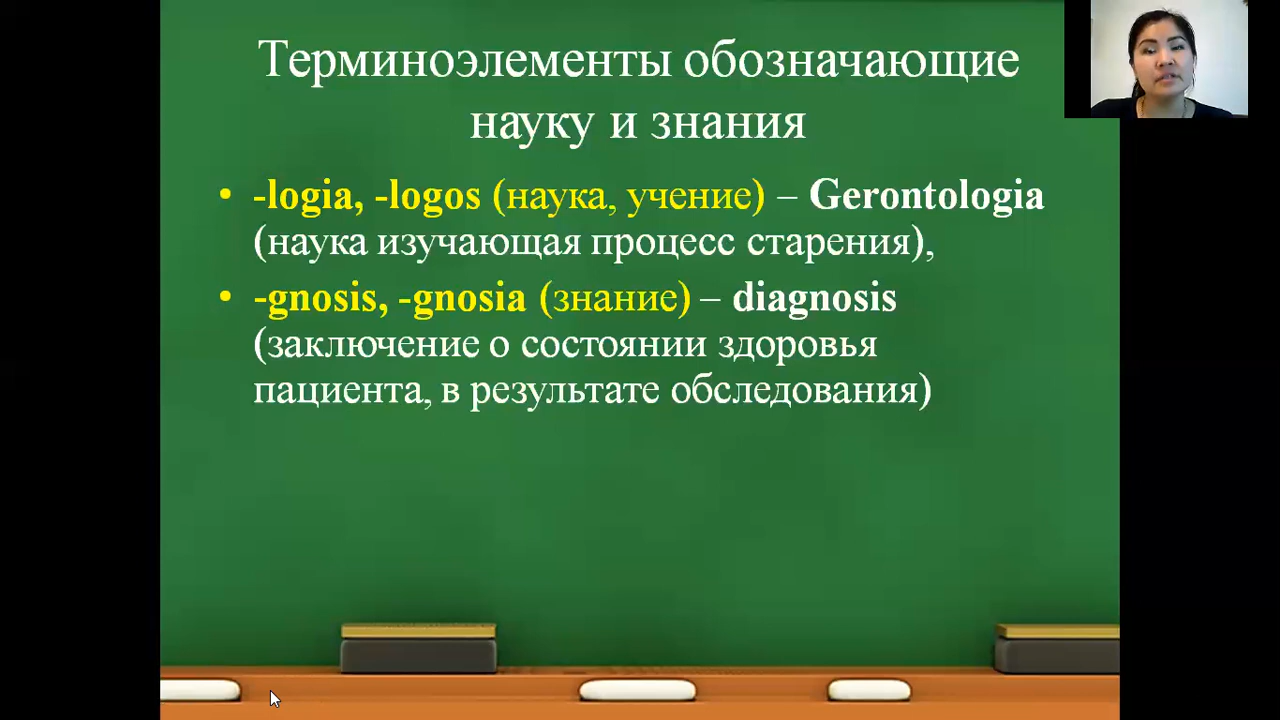 Терминоэлементы обозначающие
науку и знания
• -logia, -logos (наука, учение) – Gerontologia
(наука изучающая процесс старения),
• -gnosis, -gnosia (знание) – diagnosis
(заключение о состоянии здоровья
пациента, в результате обследования)